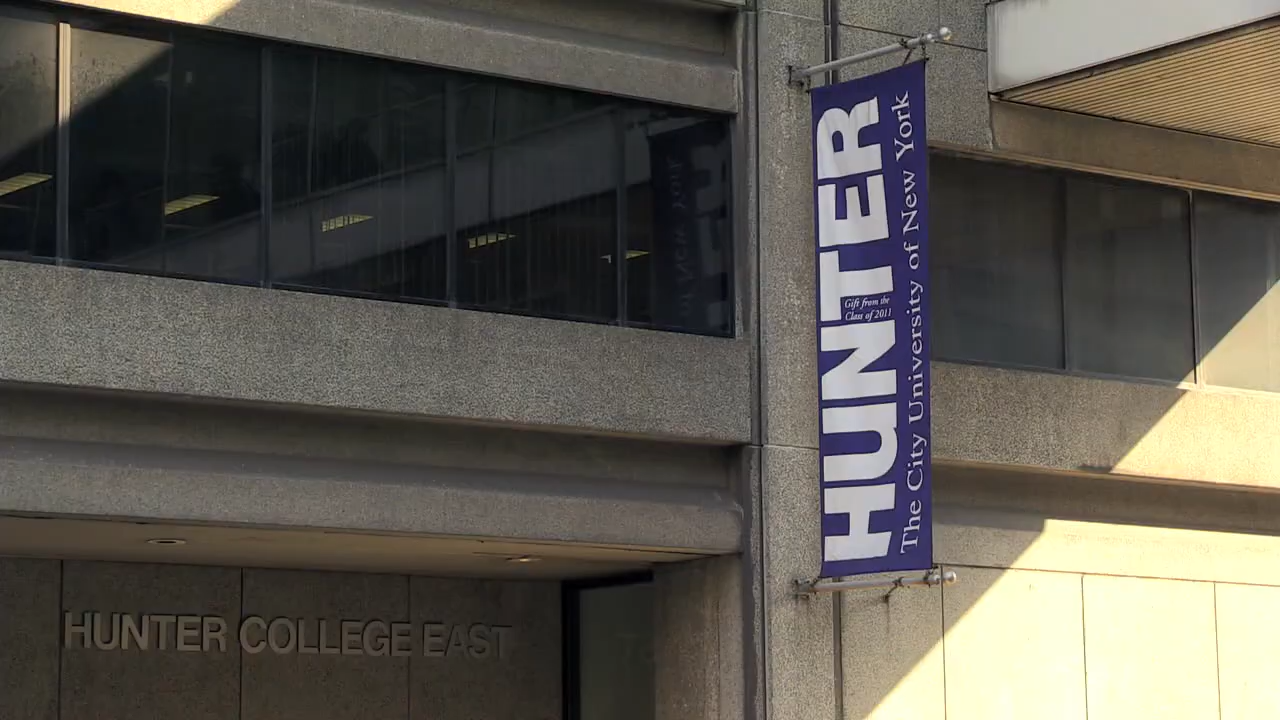 HUNTER
Gift from the
Class of 2011
The City University of New York
HUNTER COLLEGE EAST